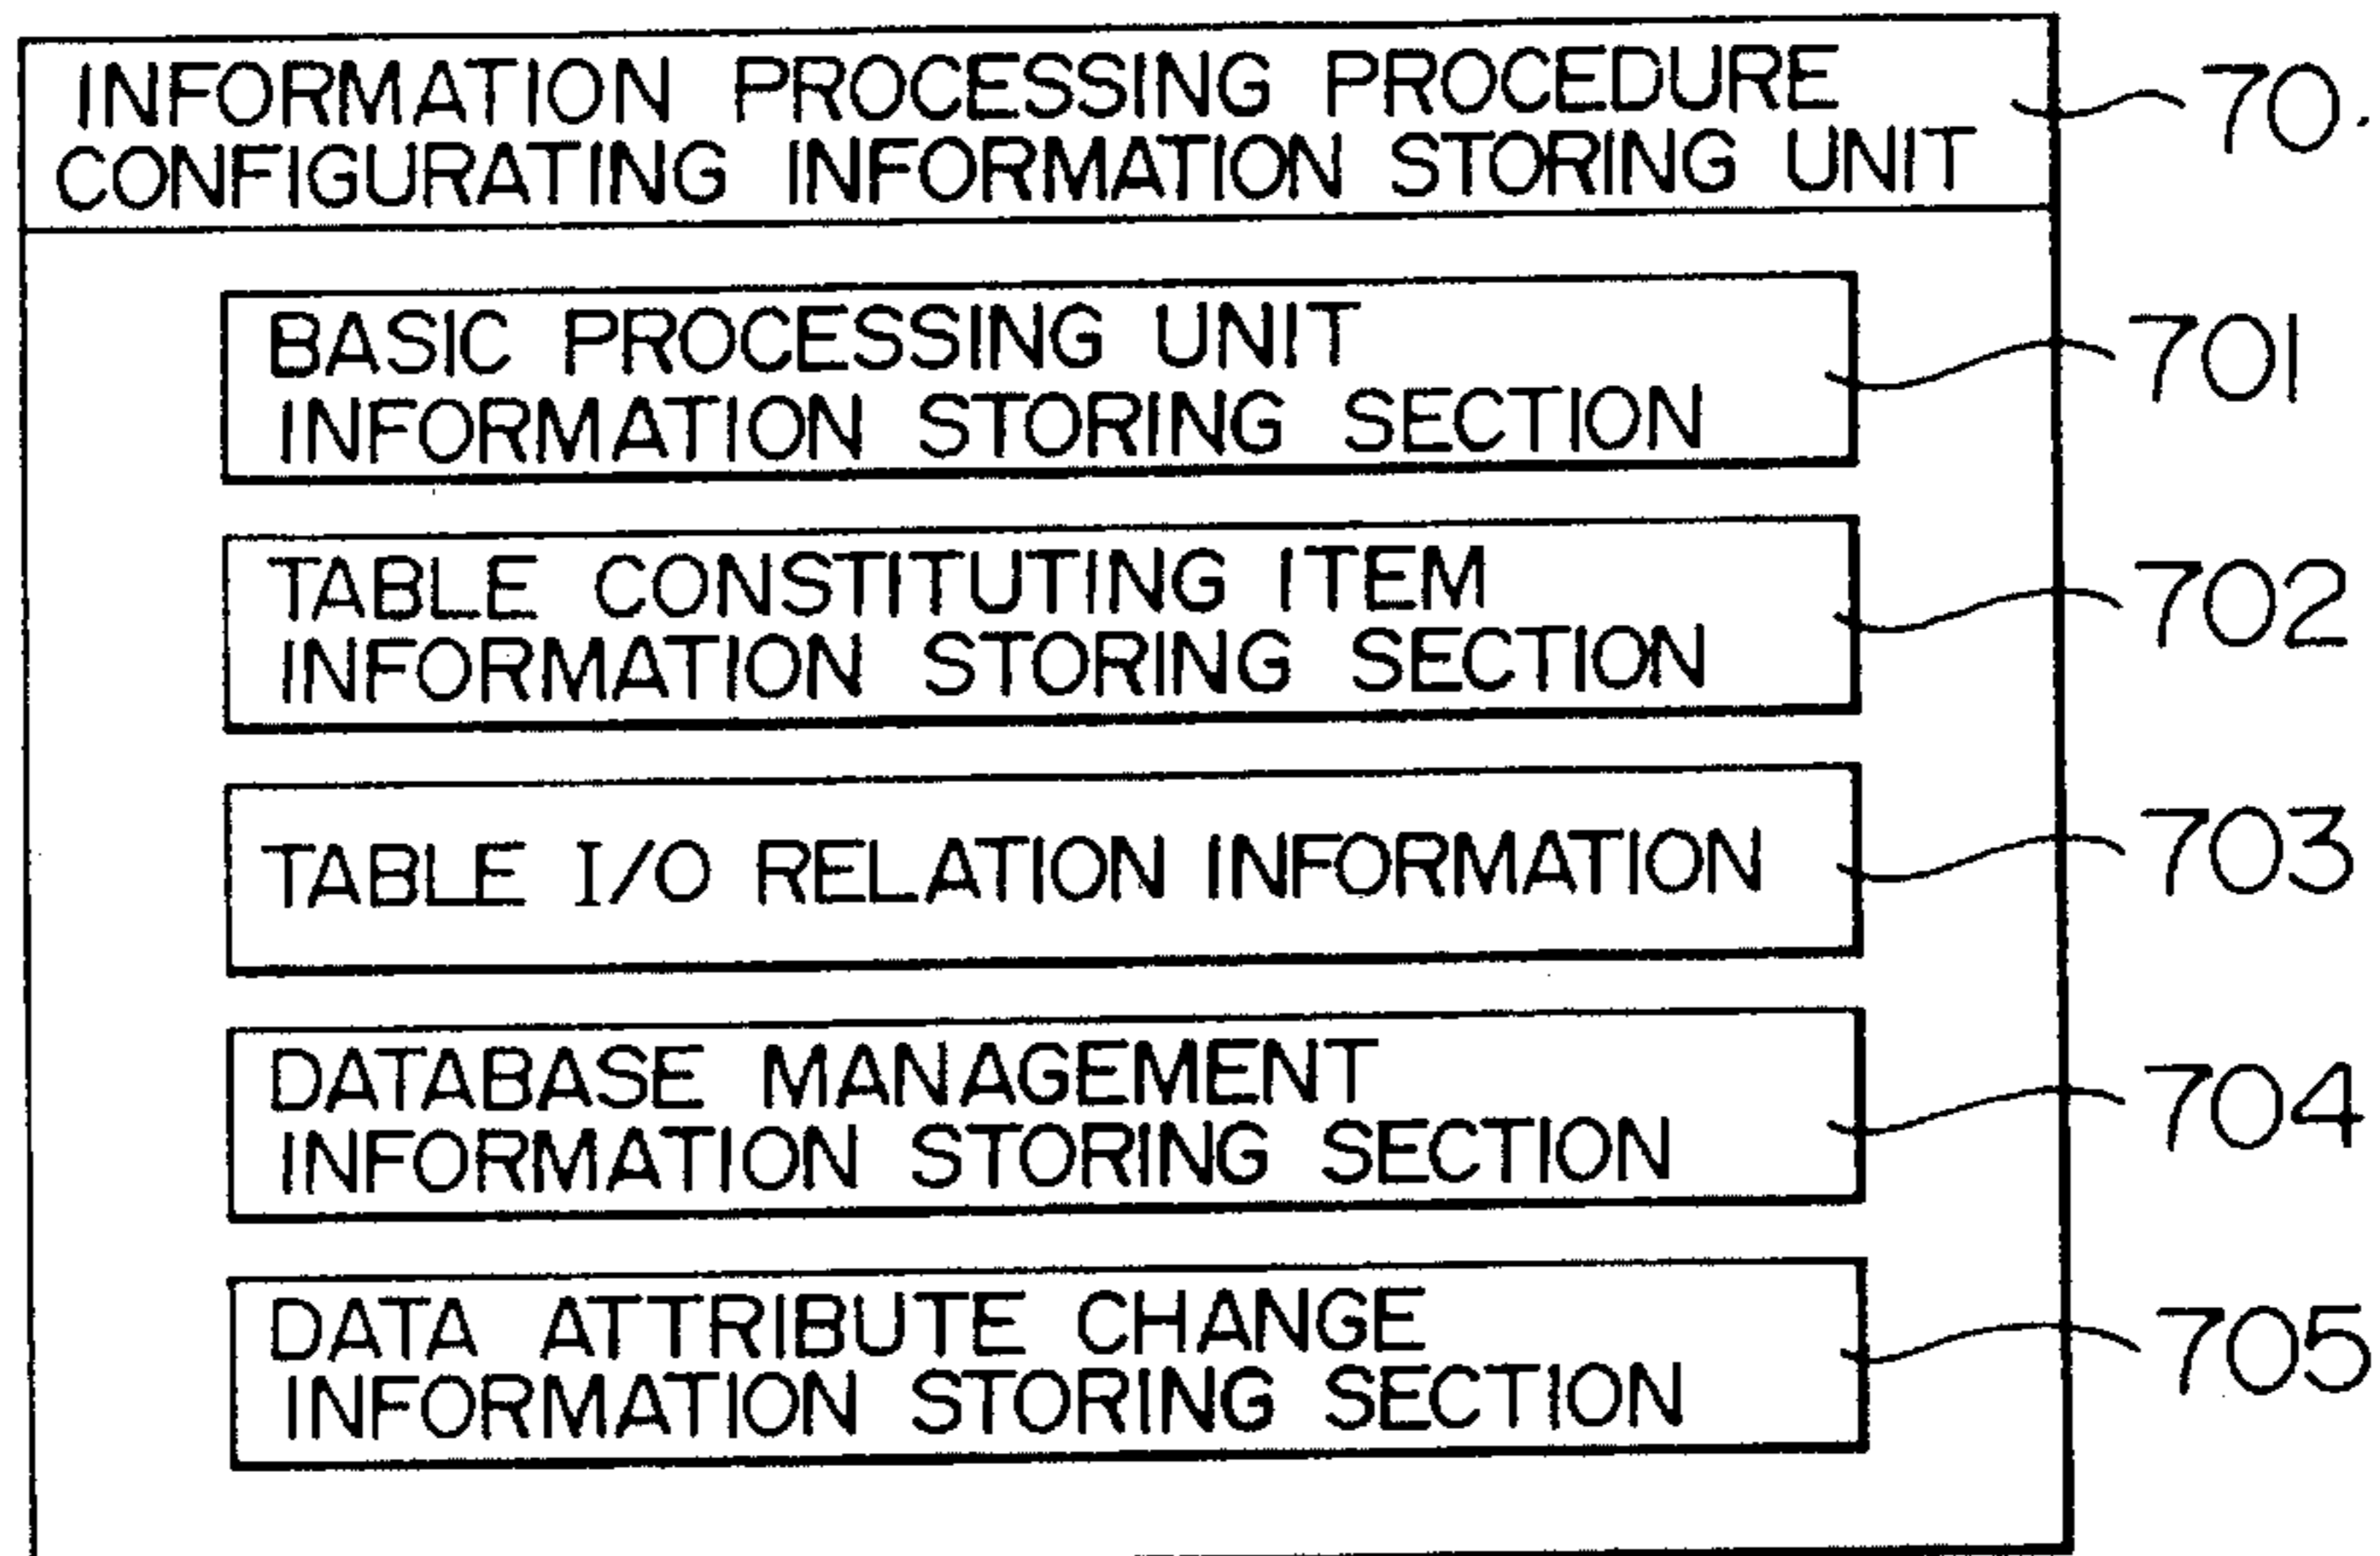 INFORMATION PROCESSING PROCEDURE
CONFIGURATING INFORMATION STORING UNIT
70
BASIC PROCESSING UNIT
INFORMATION STORING SECTION
701
TABLE CONSTITUTING ITEM
INFORMATION STORING SECTION
702
TABLE I/O RELATION INFORMATION
703
DATABASE MANAGEMENT
INFORMATION STORING SECTION
704
DATA ATTRIBUTE CHANGE
INFORMATION STORING SECTION
705